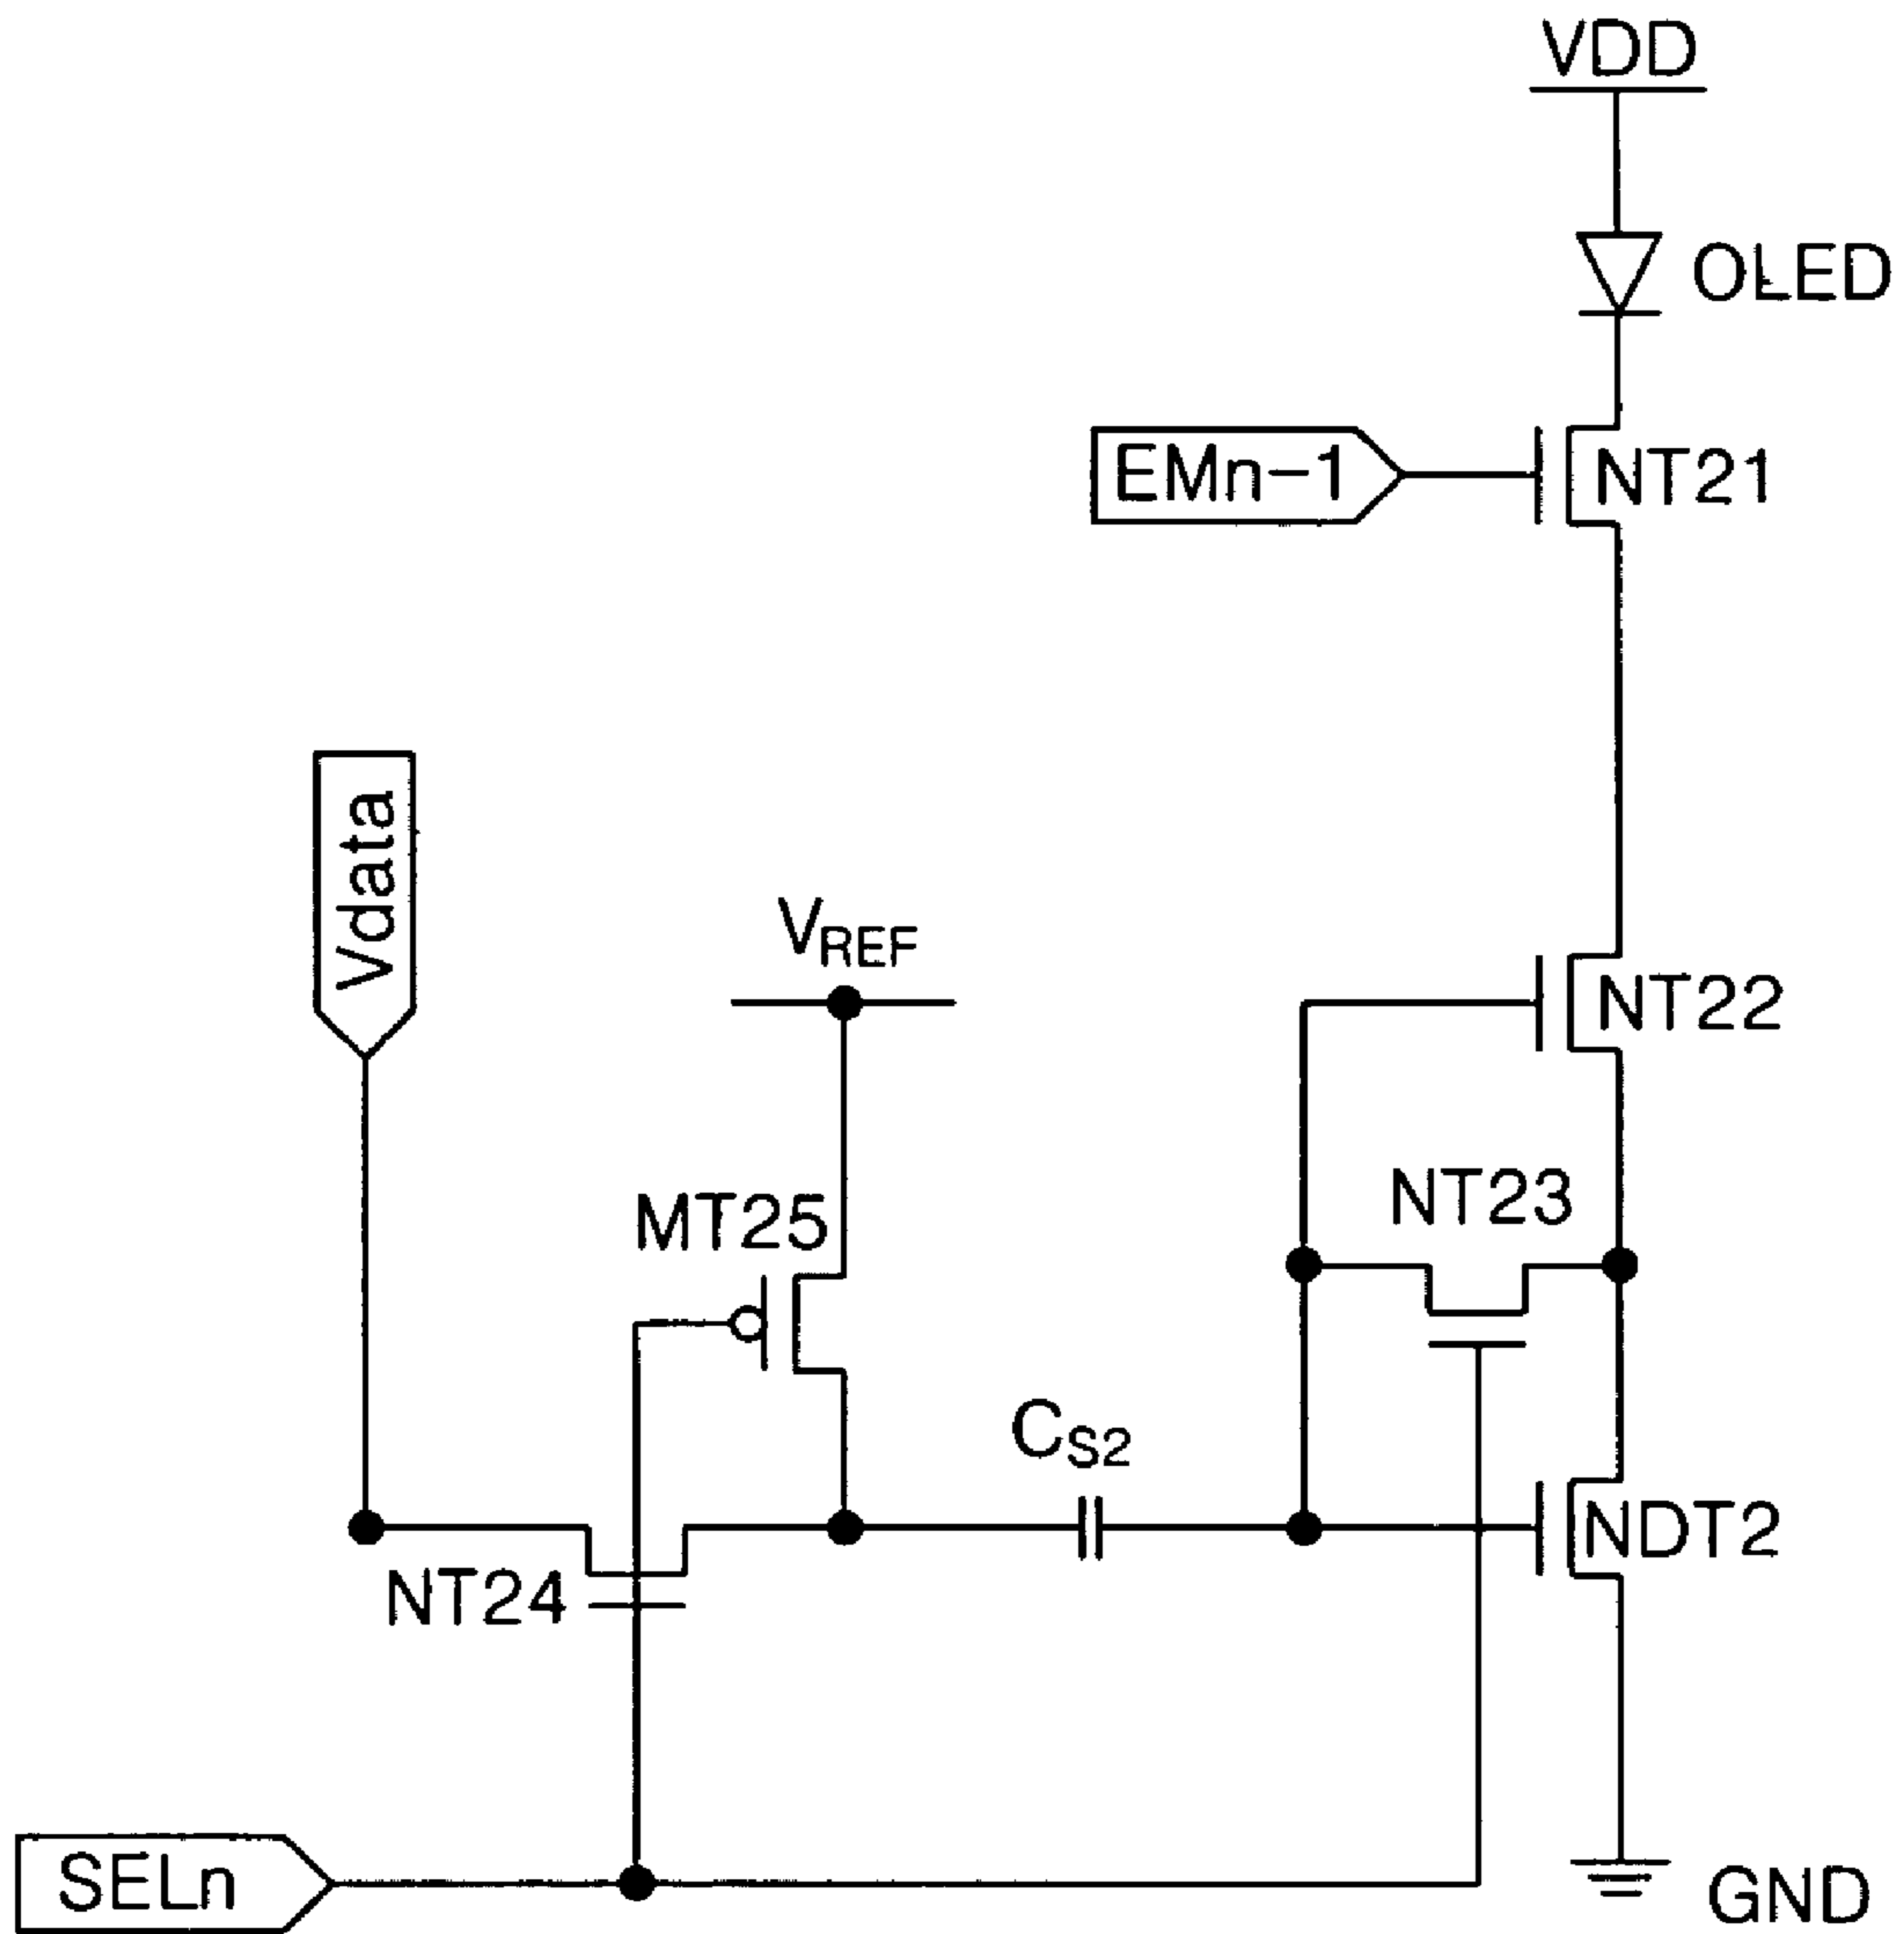 VDD
OLED
EMn-1
NT21
Vdata
VREF
NT22
NT23
MT25
CS2
NDT2
NT24
SELn
GND